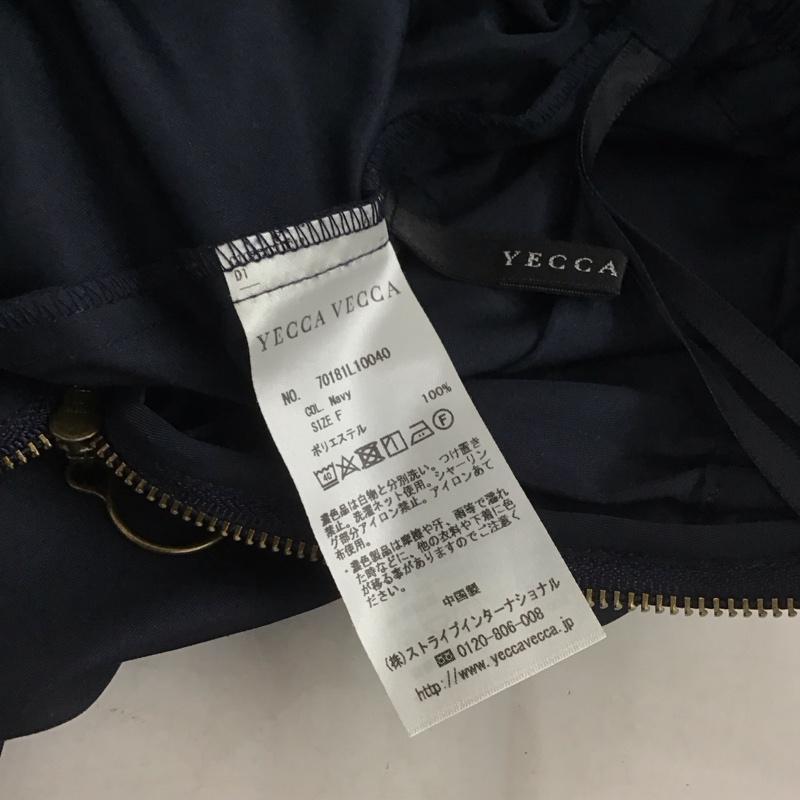 YECCA
D1
YECCA VECCA
NO. 70181L10040
COL. Navy
SIZE F
ポリエステル 100%
40 F
濃色品は白物と分別洗い。つけ置き
禁止。洗濯ネット使用。シャーリン
グ部分アイロン禁止。アイロンあて
布使用。
・濃色製品は摩擦や汗、雨等で濡れ
た時などに、他の衣料や下着に色
が移る事がありますのでご注意く
ださい。
中国製
(株)ストライプインターナショナル
0120-806-008
http://www.yeccavecca.jp